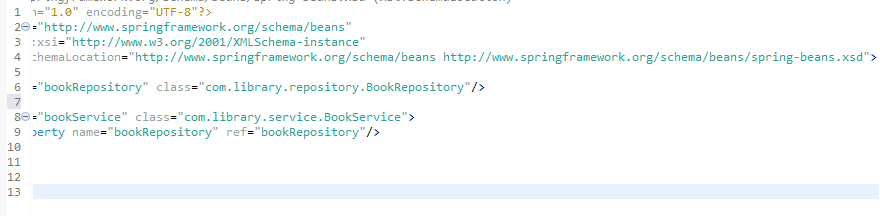 1 n="1.0" encoding="UTF-8"?>
2 ="http://www.springframework.org/schema/beans"
3 :xsi="http://www.w3.org/2001/XMLSchema-instance"
4 chemaLocation="http://www.springframework.org/schema/beans http://www.springframework.org/schema/beans/spring-beans.xsd">
5
6 ="bookRepository" class="com.library.repository.BookRepository"/>
7
8 ="bookService" class="com.library.service.BookService">
9 perty name="bookRepository" ref="bookRepository"/>
10
11
12
13